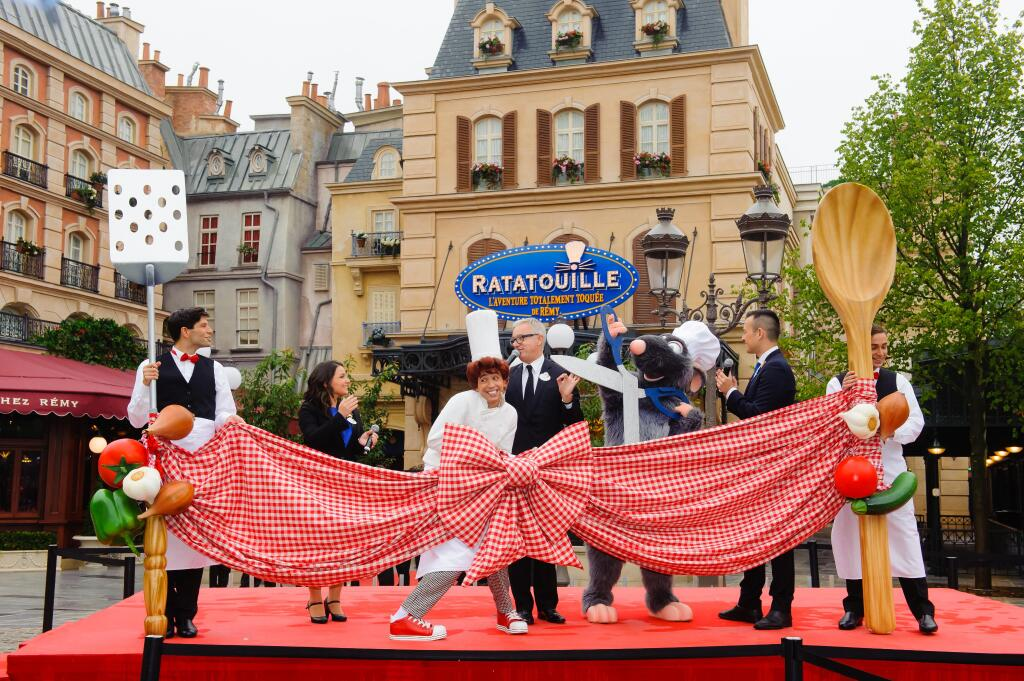 RATATOUILLE
L'AVENTURE TOTALEMENT TOQUÉE
DE RÉMY
CHEZ RÉMY